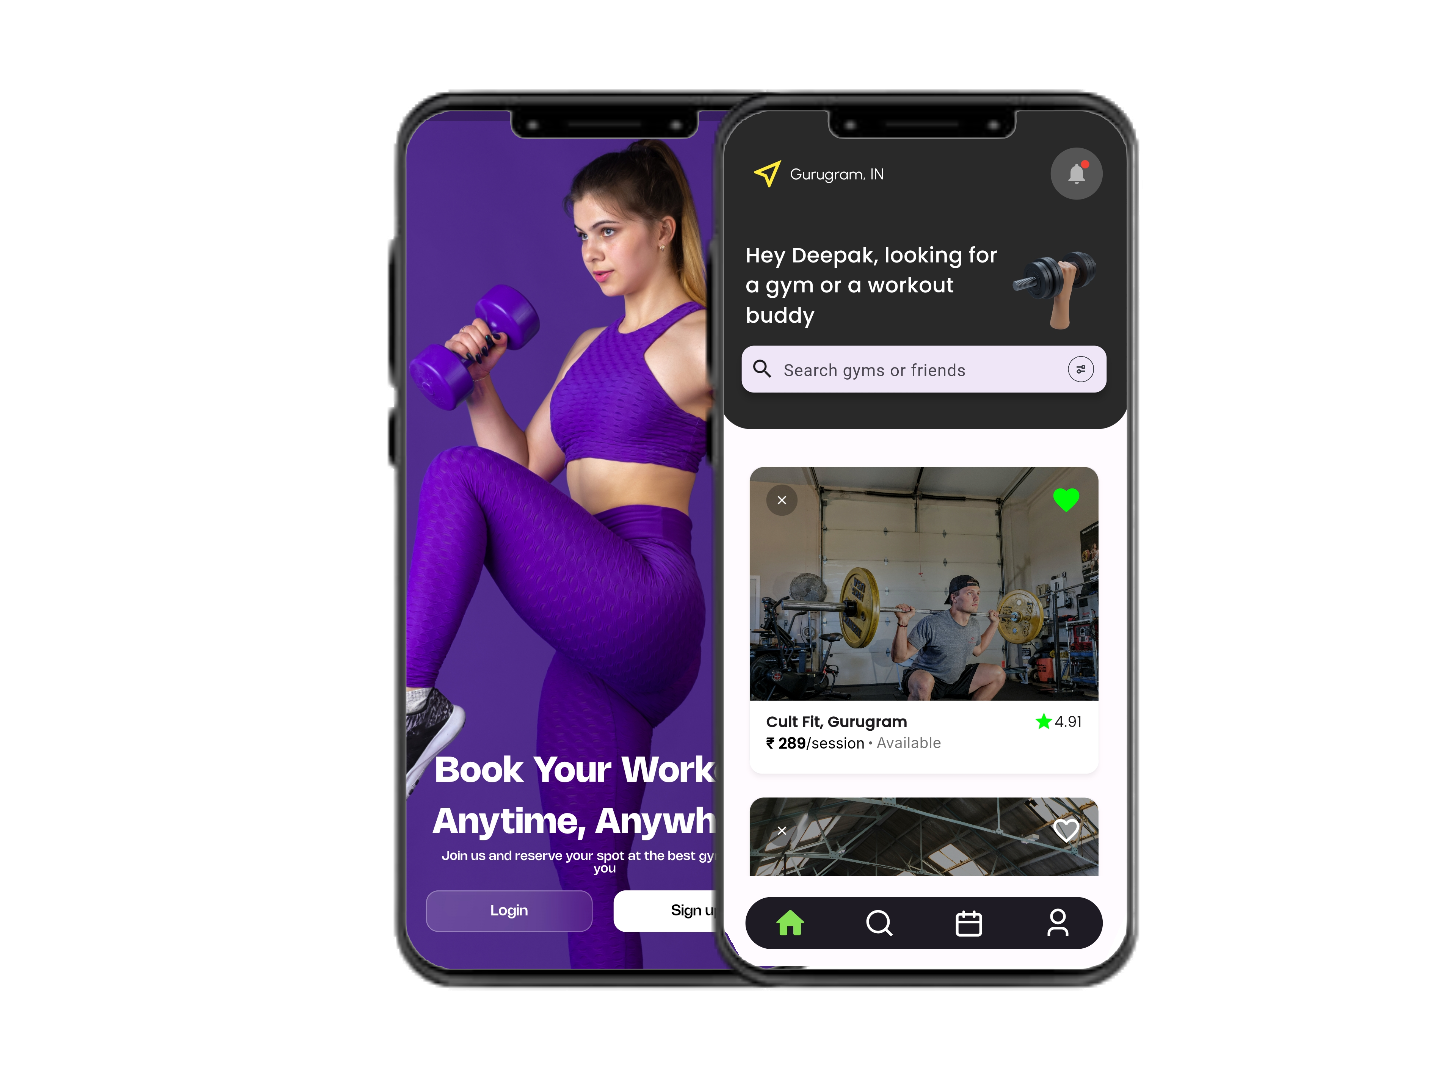 Book Your Work
Anytime, Anywh
Join us and reserve your spot at the best gy
you
Login
Sign u
Gurugram, IN
Hey Deepak, looking for
a gym or a workout
buddy
Search gyms or friends
Cult Fit, Gurugram
4.91
₹ 289/session • Available